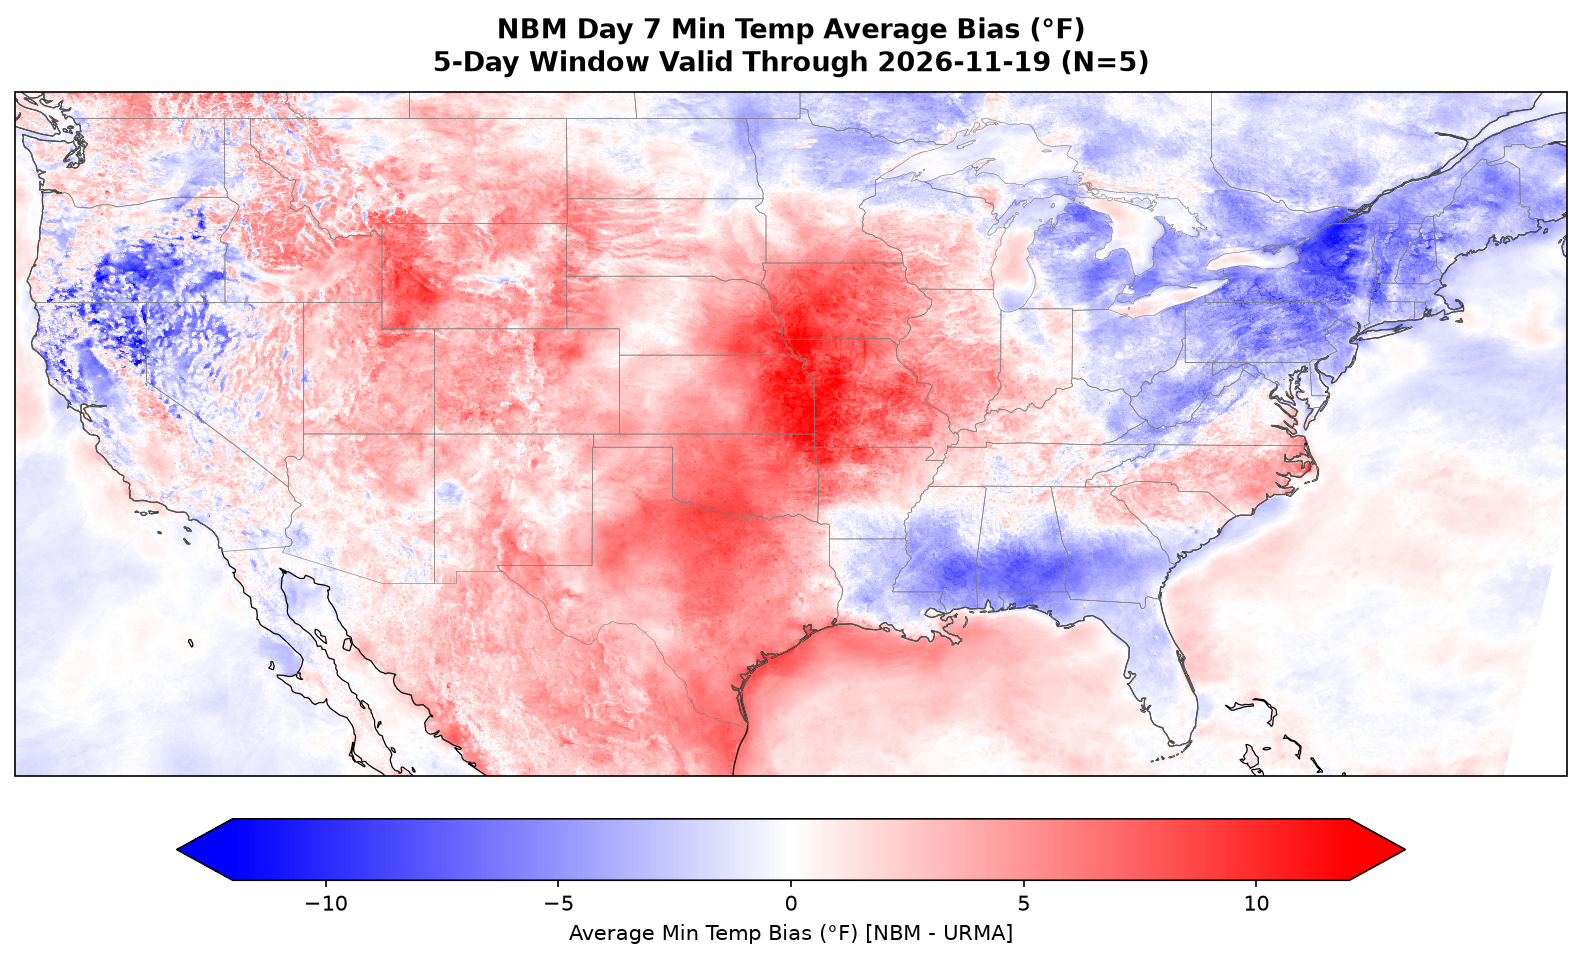 NBM Day 7 Min Temp Average Bias (°F)
5-Day Window Valid Through 2026-11-19 (N=5)
−10 −5 0 5 10
Average Min Temp Bias (°F) [NBM - URMA]